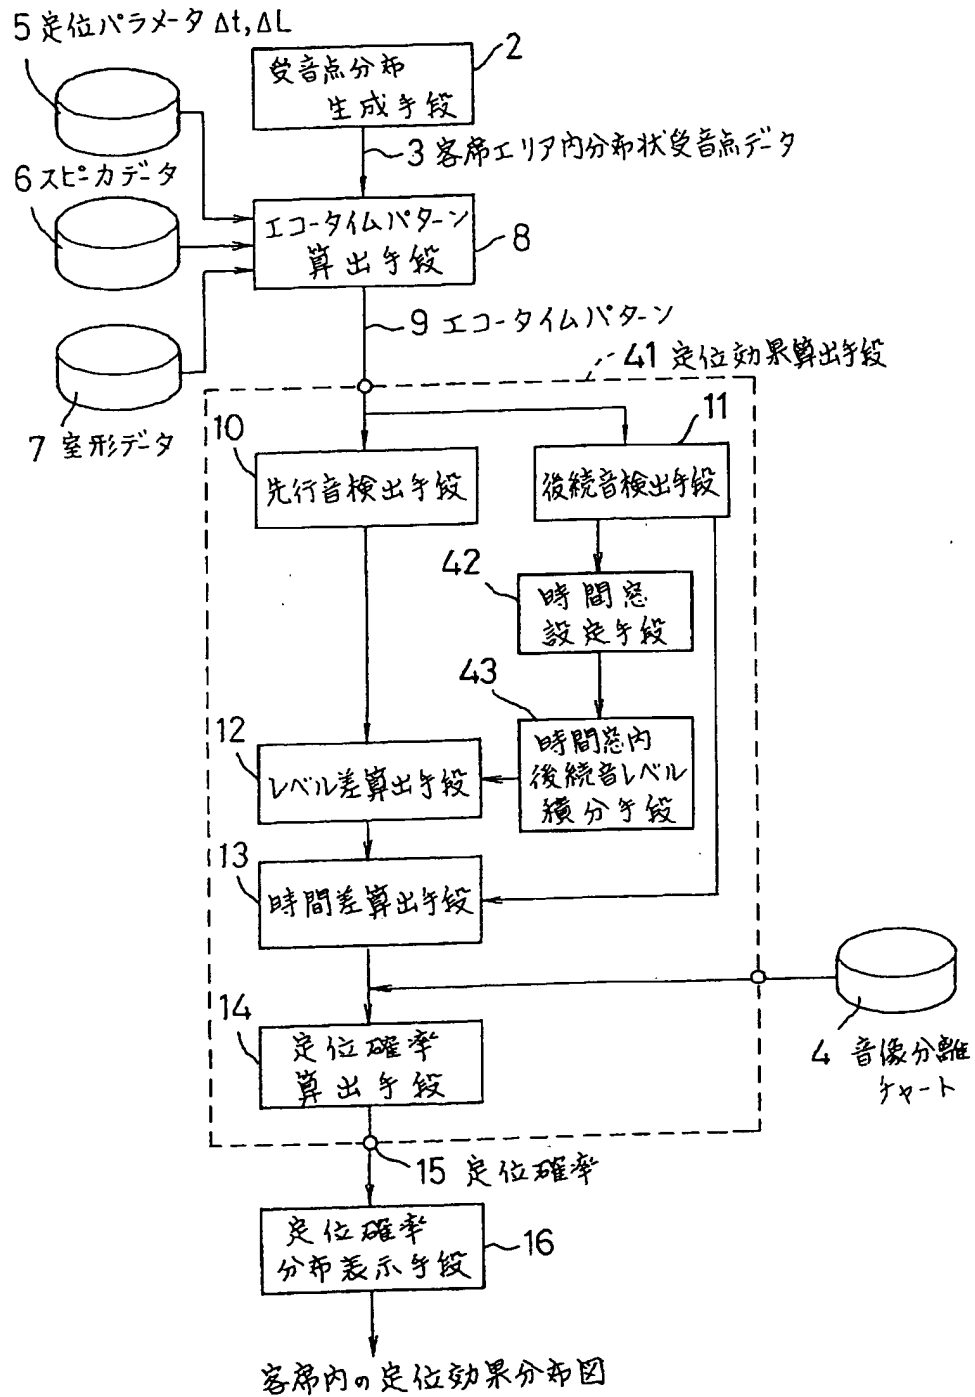 5 定位パラメータ Δt,ΔL
受音点分布
生成手段
2
3 客席エリア内分布状受音点データ
6 スピーカデータ
エコータイムパターン
算出手段
8
9 エコータイムパターン
41 定位効果算出手段
7 室形データ
10
11
先行音検出手段
後続音検出手段
42
時間窓
設定手段
43
12
時間窓内
後続音レベル
積分手段
レベル差算出手段
13
時間差算出手段
14
定位確率
算出手段
4 音像分離
チャート
15 定位確率
定位確率
分布表示手段
16
客席内の定位効果分布図